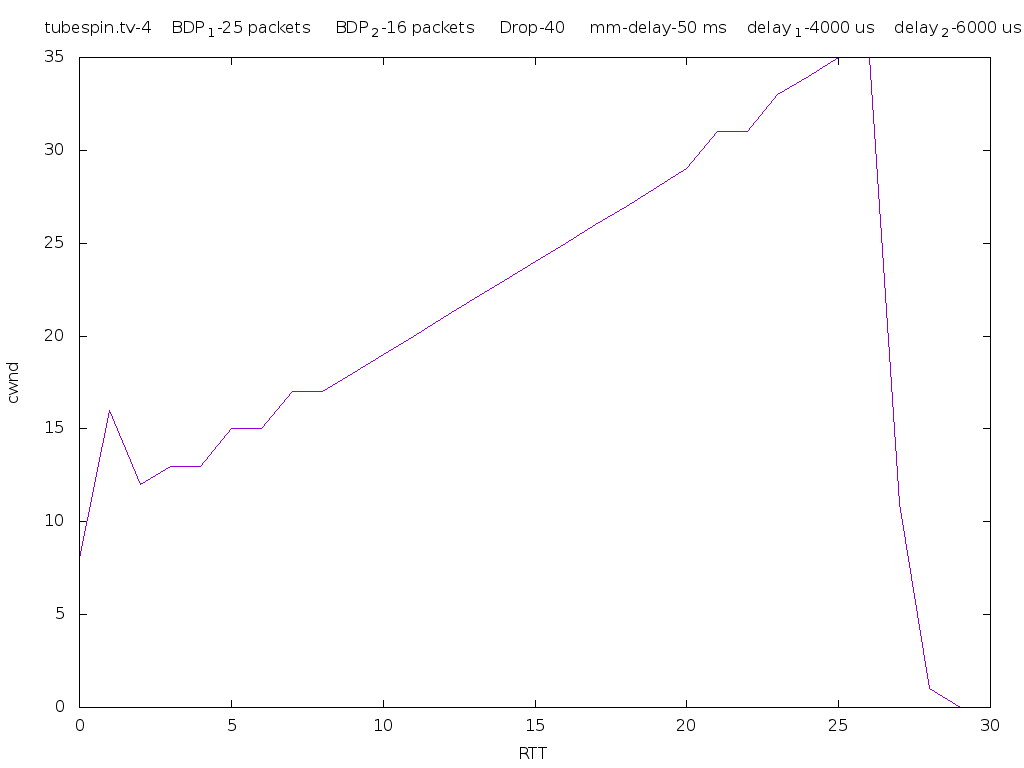 tubespin.tv-4 BDP1-25 packets BDP2-16 packets Drop-40 mm-delay-50 ms delay1-4000 us delay2-6000 us
35
30
25
20
15
10
5
0
cwnd
0 5 10 15 20 25 30
RTT